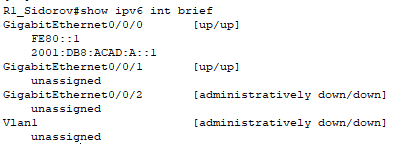 R1_Sidorov#show ipv6 int brief
GigabitEthernet0/0/0 [up/up]
FE80::1
2001:DB8:ACAD:A::1
GigabitEthernet0/0/1 [up/up]
unassigned
GigabitEthernet0/0/2 [administratively down/down]
unassigned
Vlan1 [administratively down/down]
unassigned